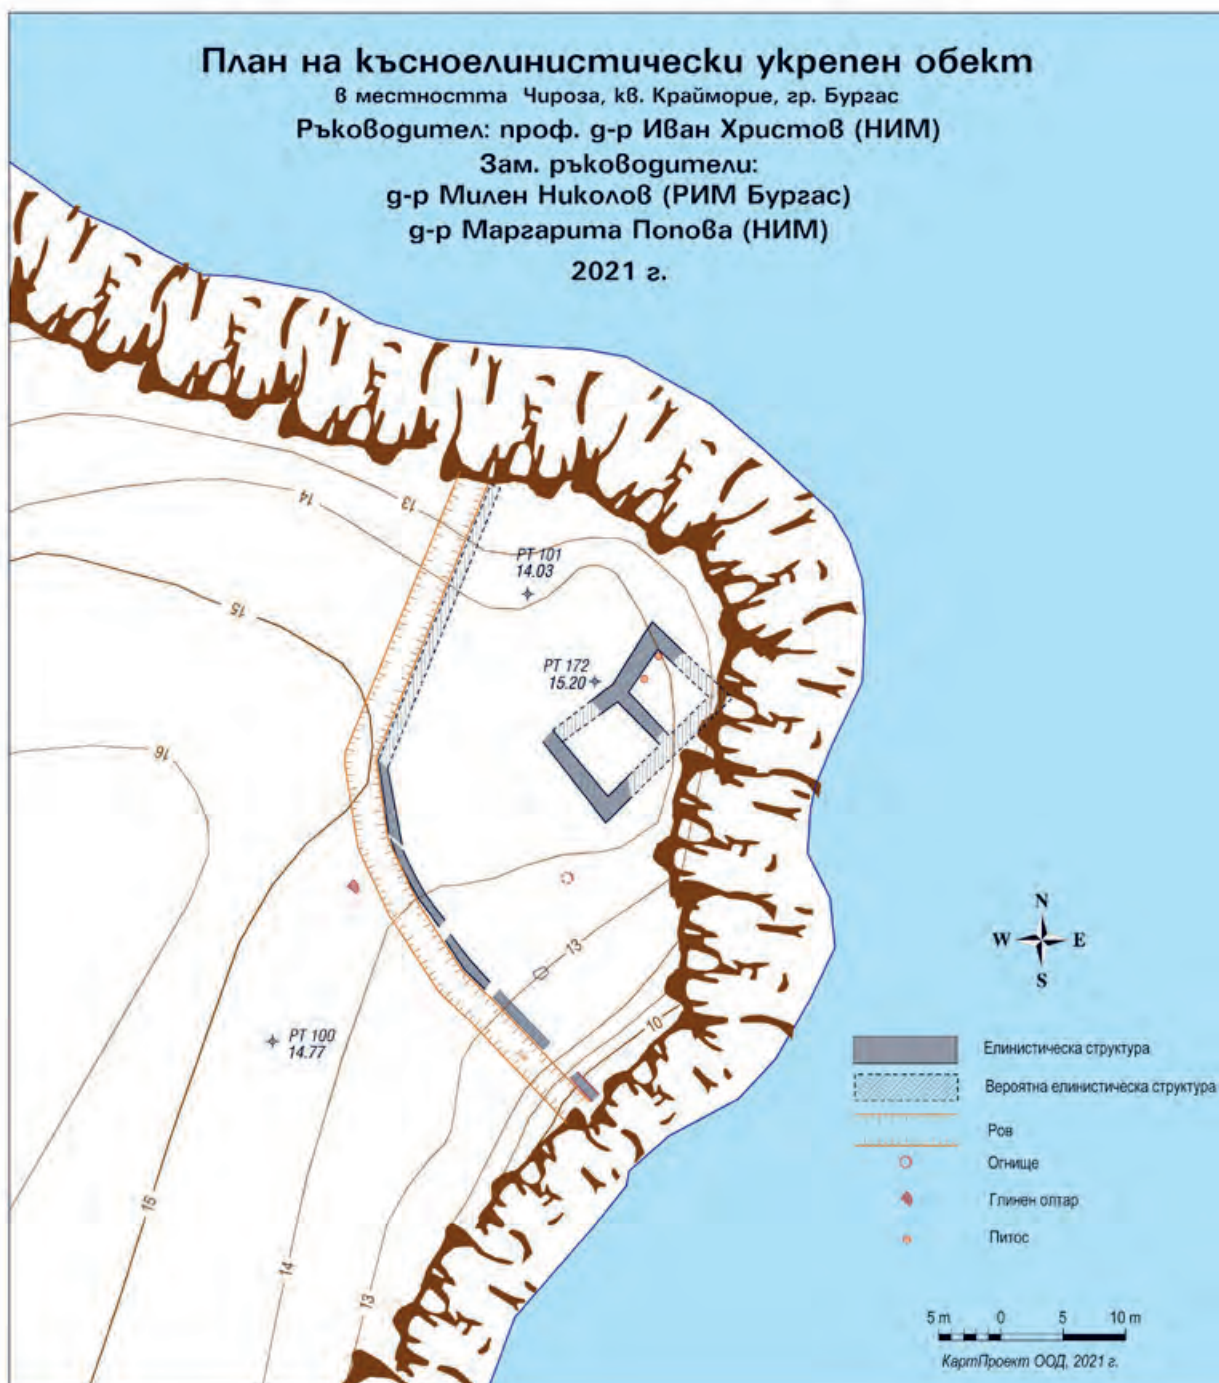 План на късноелинистически укрепен обект
в местността Чироза, кв. Крайморие, гр. Бургас
Ръководител: проф. д-р Иван Христов (НИМ)
Зам. ръководители:
д-р Милен Николов (РИМ Бургас)
д-р Маргарита Попова (НИМ)
2021 г.
13
14
PT 101
14.03
15
PT 172
15.20
16
13
10
PT 100
14.77
15
14
13
N
W E
S
Елинистическа структура
Вероятна елинистическа структура
Ров
Огнище
Глинен олтар
Питос
5 m 0 5 10 m
КартПроект ООД, 2021 г.